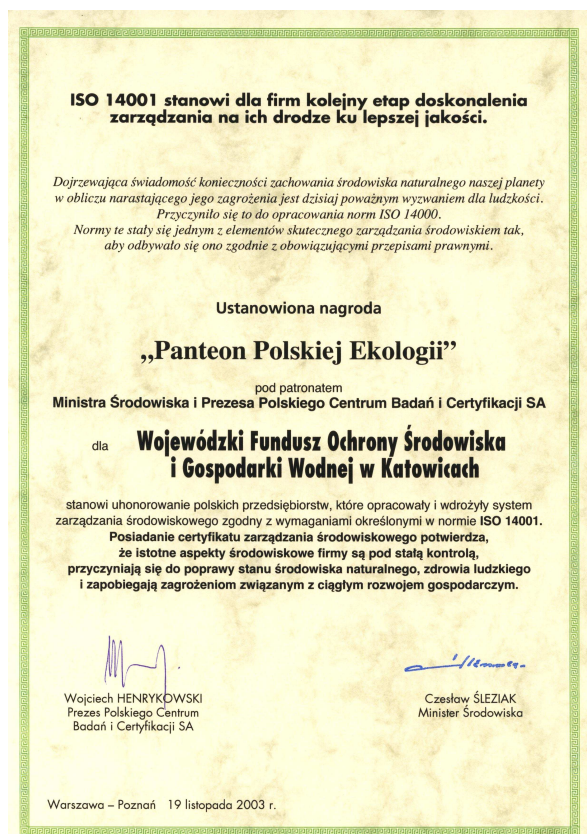 ISO 14001 stanowi dla firm kolejny etap doskonalenia
zarządzania na ich drodze ku lepszej jakości.
Dojrzewająca świadomość konieczności zachowania środowiska naturalnego naszej planety
w obliczu narastającego jego zagrożenia jest dzisiaj poważnym wyzwaniem dla ludzkości.
Przyczyniło się to do opracowania norm ISO 14000.
Normy te stały się jednym z elementów skutecznego zarządzania środowiskiem tak,
aby odbywało się ono zgodnie z obowiązującymi przepisami prawnymi.
Ustanowiona nagroda
„Panteon Polskiej Ekologii”
pod patronatem
Ministra Środowiska i Prezesa Polskiego Centrum Badań i Certyfikacji SA
dla Wojewódzki Fundusz Ochrony Środowiska
i Gospodarki Wodnej w Katowicach
stanowi uhonorowanie polskich przedsiębiorstw, które opracowały i wdrożyły system
zarządzania środowiskowego zgodny z wymaganiami określonymi w normie ISO 14001.
Posiadanie certyfikatu zarządzania środowiskowego potwierdza,
że istotne aspekty środowiskowe firmy są pod stałą kontrolą,
przyczyniają się do poprawy stanu środowiska naturalnego, zdrowia ludzkiego
i zapobiegają zagrożeniom związanym z ciągłym rozwojem gospodarczym.
Wojciech HENRYKOWSKI
Prezes Polskiego Centrum
Badań i Certyfikacji SA
Czesław ŚLEZIAK
Minister Środowiska
Warszawa – Poznań 19 listopada 2003 r.